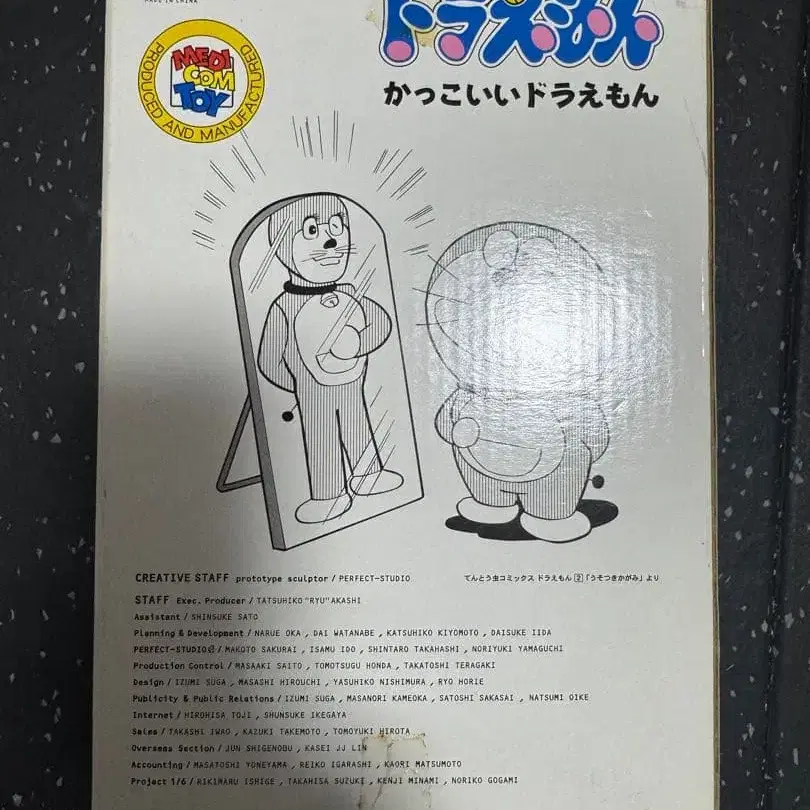 MADE IN CHINA
ドラえもん
かっこいいドラえもん
MEDI
COM
TOY
PRODUCED AND MANUFACTURED
CREATIVE STAFF prototype sculptor / PERFECT-STUDIO
てんとう虫コミックス ドラえもん 2 「うそつきかがみ」より
STAFF Exec. Producer / TATSUHIKO "RYU" AKASHI
Assistant / SHINSUKE SATO
Planning & Development / NARUE OKA , DAI WATANABE , KATSUHIKO KIYOMOTO , DAISUKE IIDA
PERFECT-STUDIO / MAKOTO SAKURAI , ISAMU IDO , SHINTARO TAKAHASHI , NORIYUKI YAMAGUCHI
Production Control / MASAAKI SAITO , TOMOTSUGU HONDA , TAKATOSHI TERAGAKI
Design / IZUMI SUGA , MASASHI HIROUCHI , YASUHIKO NISHIMURA , RYO HORIE
Publicity & Public Relations / IZUMI SUGA , MASANORI KAMEOKA , SATOSHI SAKASAI , NATSUMI OIKE
Internet / HIROHISA TOJI , SHUNSUKE IKEGAYA
Sales / TAKASHI IWAO , KAZUKI TAKEMOTO , TOMOYUKI HIROTA
Overseas Section / JUN SHIGENOBU , KASEI JJ LIN
Accounting / MASATOSHI YONEYAMA , REIKO IGARASHI , KAORI MATSUMOTO
Project 1/6 / RIKIMARU ISHIGE , TAKAHISA SUZUKI , KENJI MINAMI , NORIKO GOGAMI